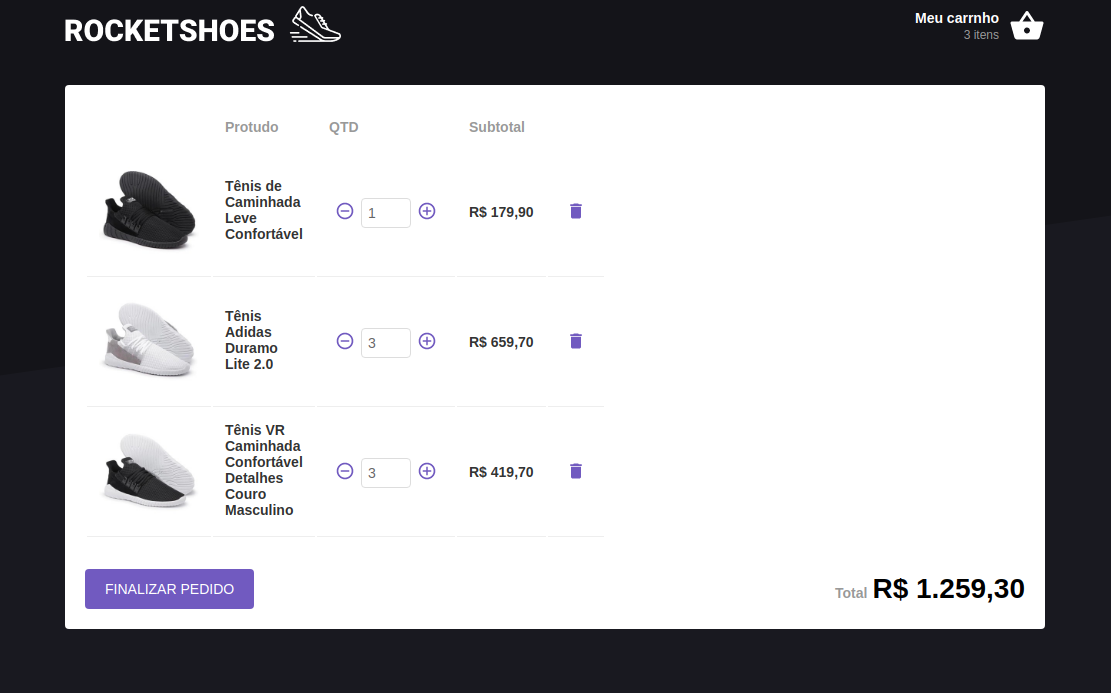 ROCKETSHOES
Meu carrnho
3 itens
Protudo QTD Subtotal
Tênis de
Caminhada
Leve
Confortável
1
R$ 179,90
Tênis
Adidas
Duramo
Lite 2.0
3
R$ 659,70
Tênis VR
Caminhada
Confortável
Detalhes
Couro
Masculino
3
R$ 419,70
FINALIZAR PEDIDO
Total R$ 1.259,30